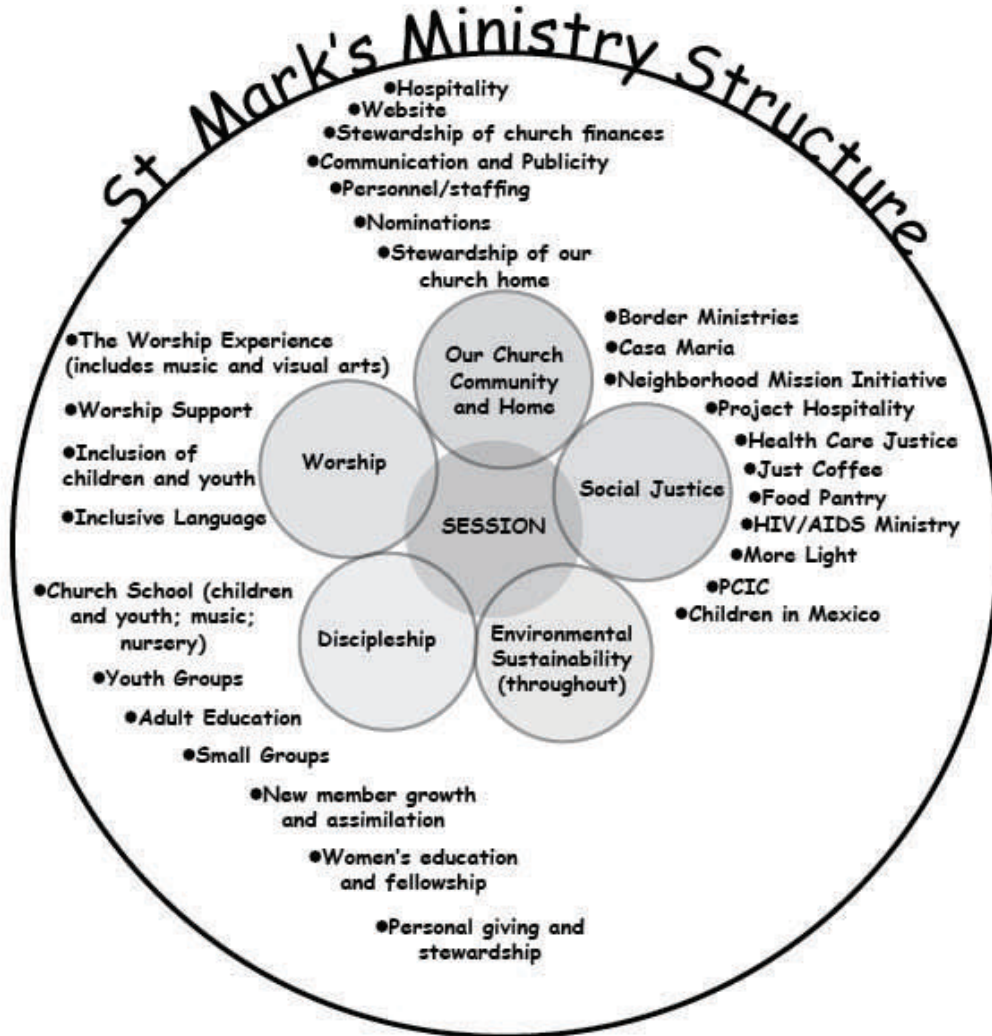 St. Mark's Ministry Structure
●Hospitality
●Website
●Stewardship of church finances
●Communication and Publicity
●Personnel/staffing
●Nominations
●Stewardship of our
church home
Our Church
Community
and Home
●Border Ministries
●Casa Maria
●Neighborhood Mission Initiative
●Project Hospitality
●Health Care Justice
●Just Coffee
●Food Pantry
●HIV/AIDS Ministry
●More Light
●PCIC
●Children in Mexico
Social Justice
●The Worship Experience
(includes music and visual arts)
●Worship Support
●Inclusion of
children and youth
●Inclusive Language
Worship
SESSION
●Church School (children
and youth; music;
nursery)
●Youth Groups
●Adult Education
●Small Groups
●New member growth
and assimilation
●Women's education
and fellowship
●Personal giving and
stewardship
Discipleship
Environmental
Sustainability
(throughout)